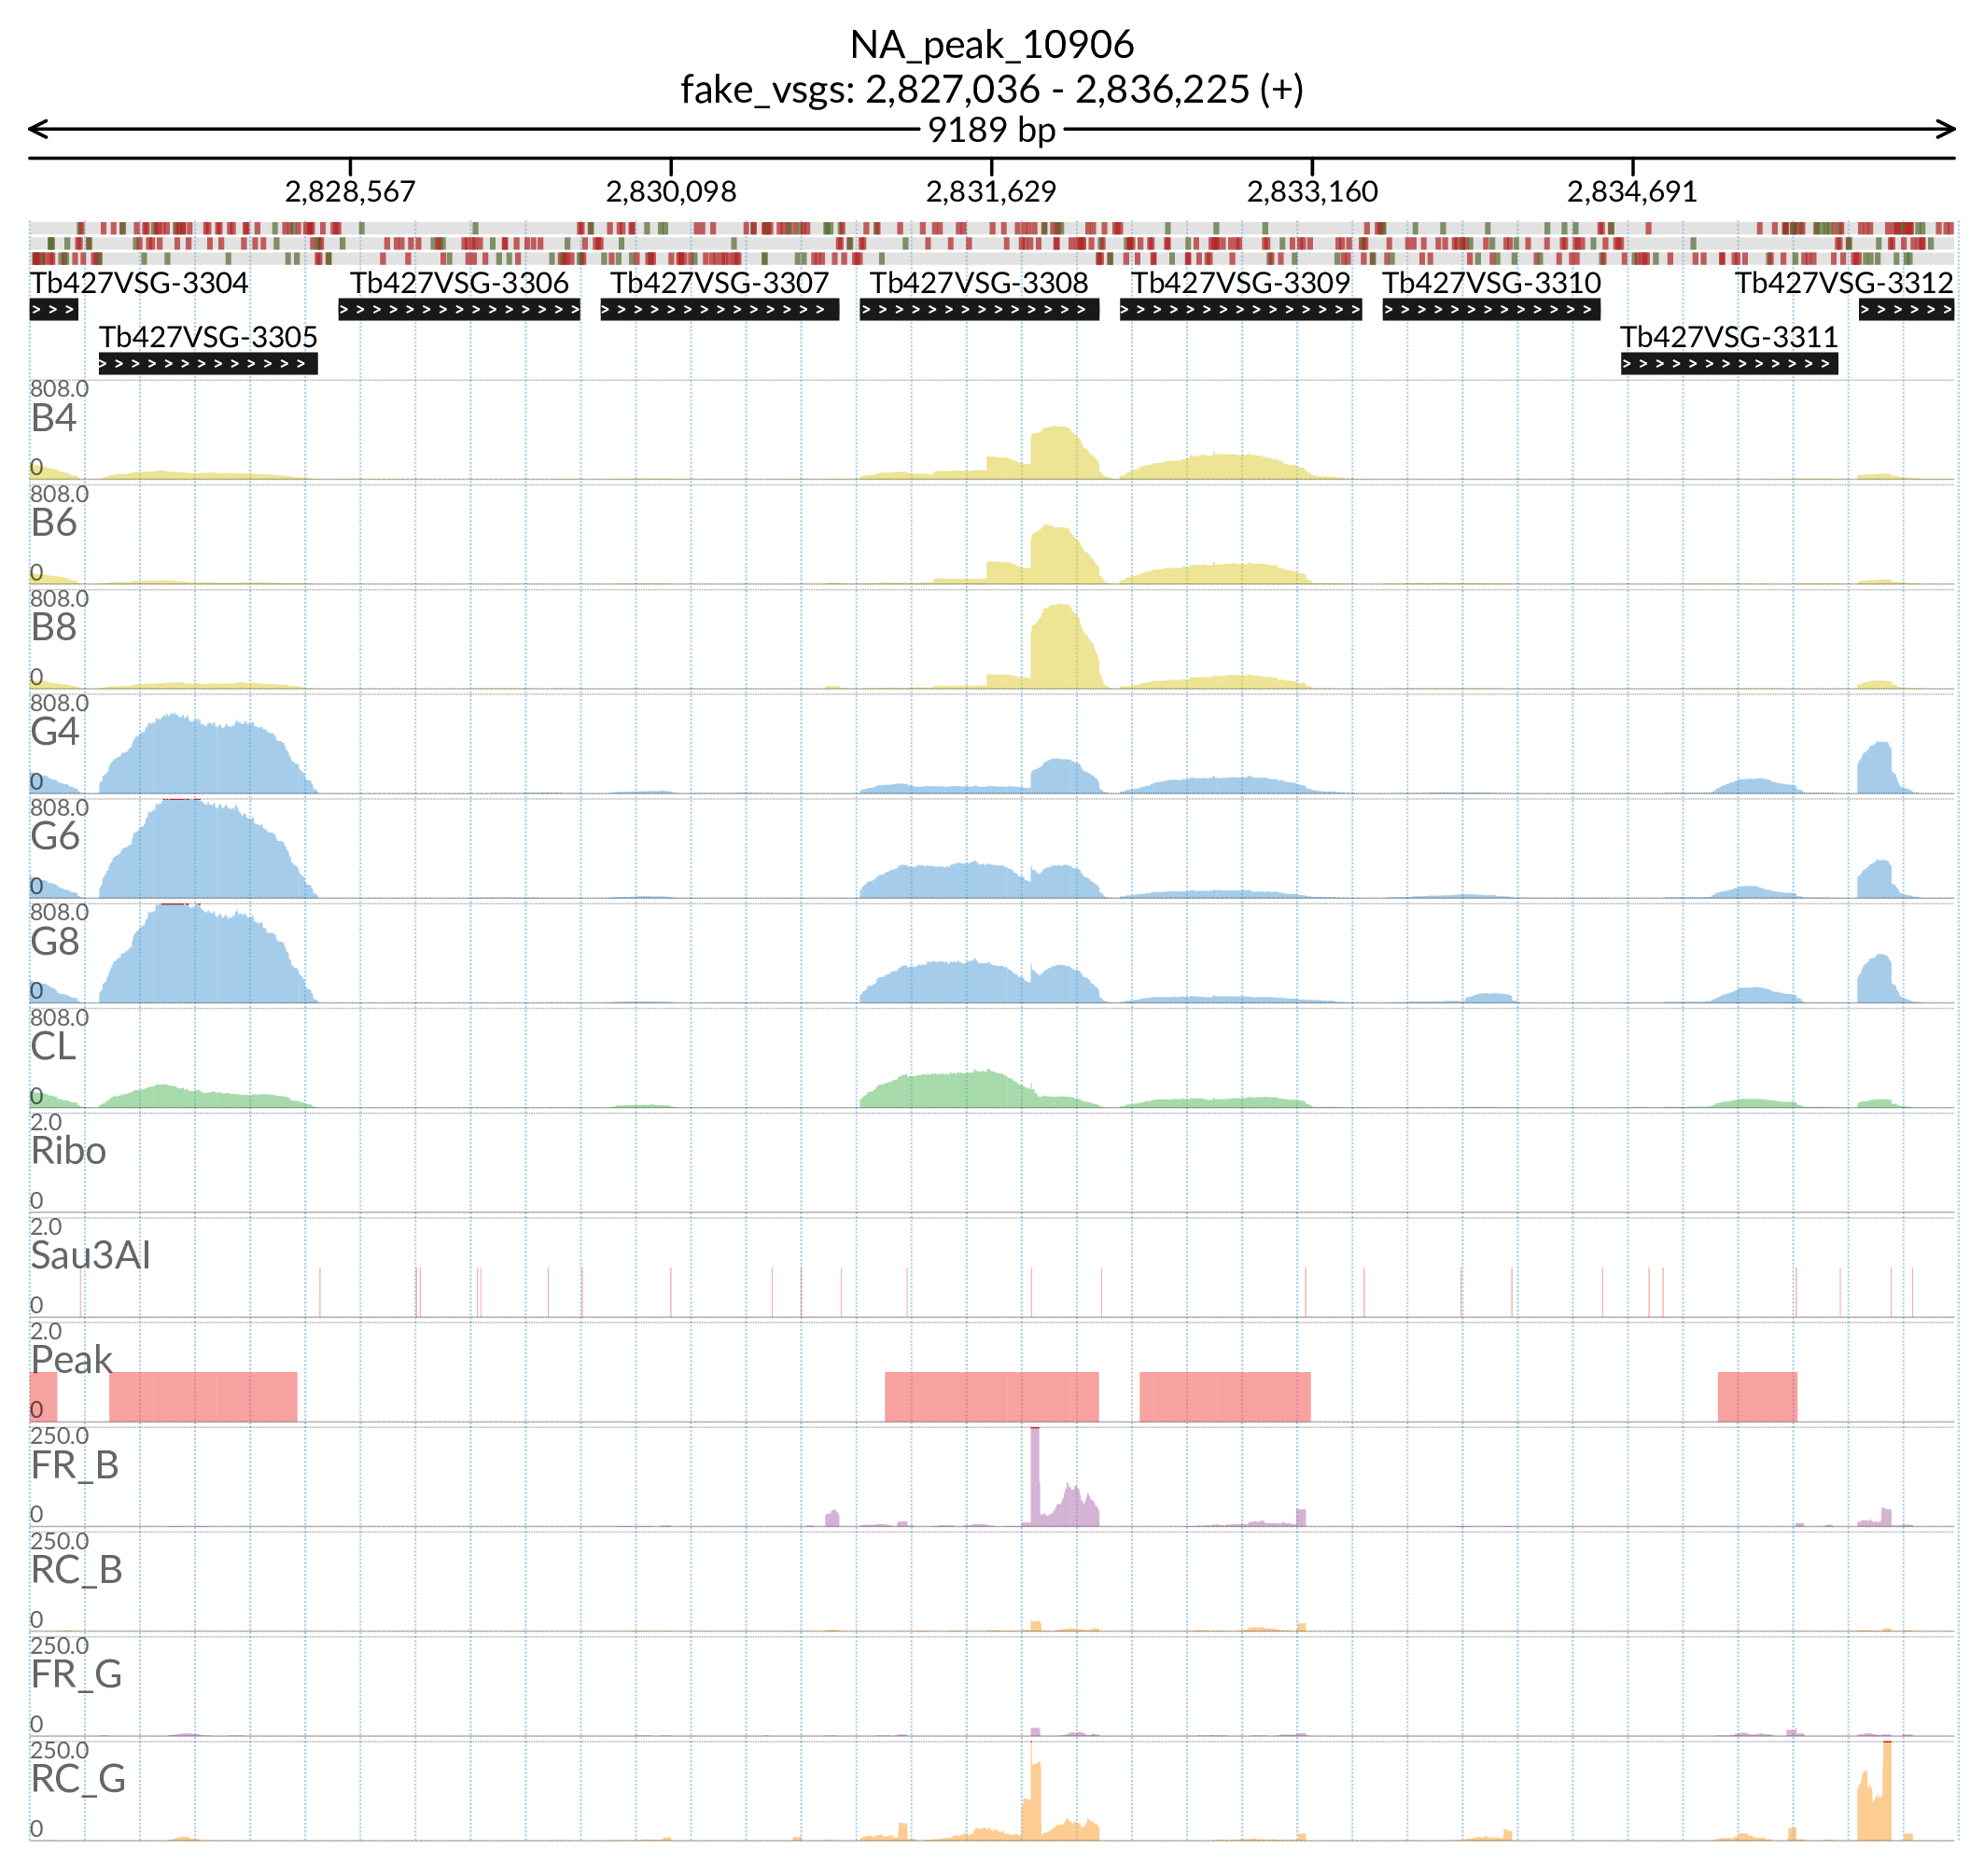 NA_peak_10906
fake_vsgs: 2,827,036 - 2,836,225 (+)
9189 bp
2,828,567 2,830,098 2,831,629 2,833,160 2,834,691
Tb427VSG-3304 Tb427VSG-3306 Tb427VSG-3307 Tb427VSG-3308 Tb427VSG-3309 Tb427VSG-3310 Tb427VSG-3312
Tb427VSG-3305 Tb427VSG-3311
808.0
B4
0
808.0
B6
0
808.0
B8
0
808.0
G4
0
808.0
G6
0
808.0
G8
0
808.0
CL
0
2.0
Ribo
0
2.0
Sau3AI
0
2.0
Peak
0
250.0
FR_B
0
250.0
RC_B
0
250.0
FR_G
0
250.0
RC_G
0